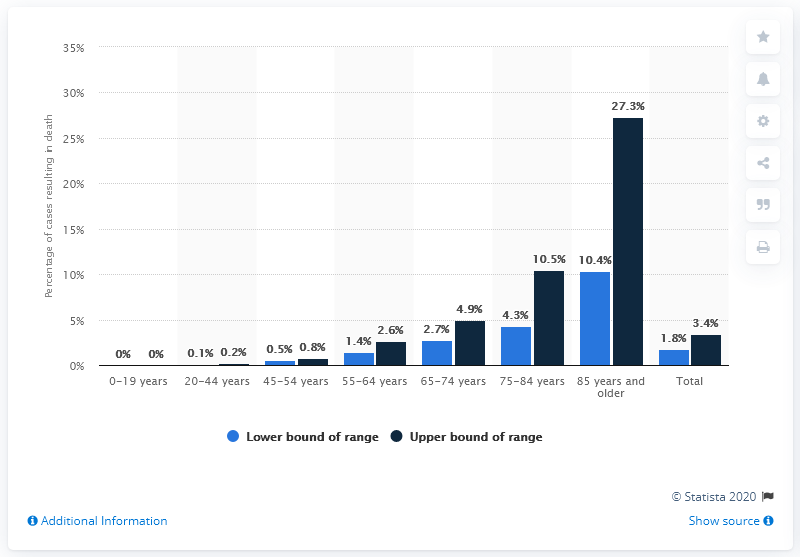 35%
30%
25%
20%
15%
10%
5%
0%
Percentage of cases resulting in death
0% 0%
0.1% 0.2%
0.5% 0.8%
1.4% 2.6%
2.7% 4.9%
4.3% 10.5%
10.4% 27.3%
1.8% 3.4%
0-19 years
20-44 years
45-54 years
55-64 years
65-74 years
75-84 years
85 years and
older
Total
Lower bound of range
Upper bound of range
© Statista 2020
Additional Information
Show source